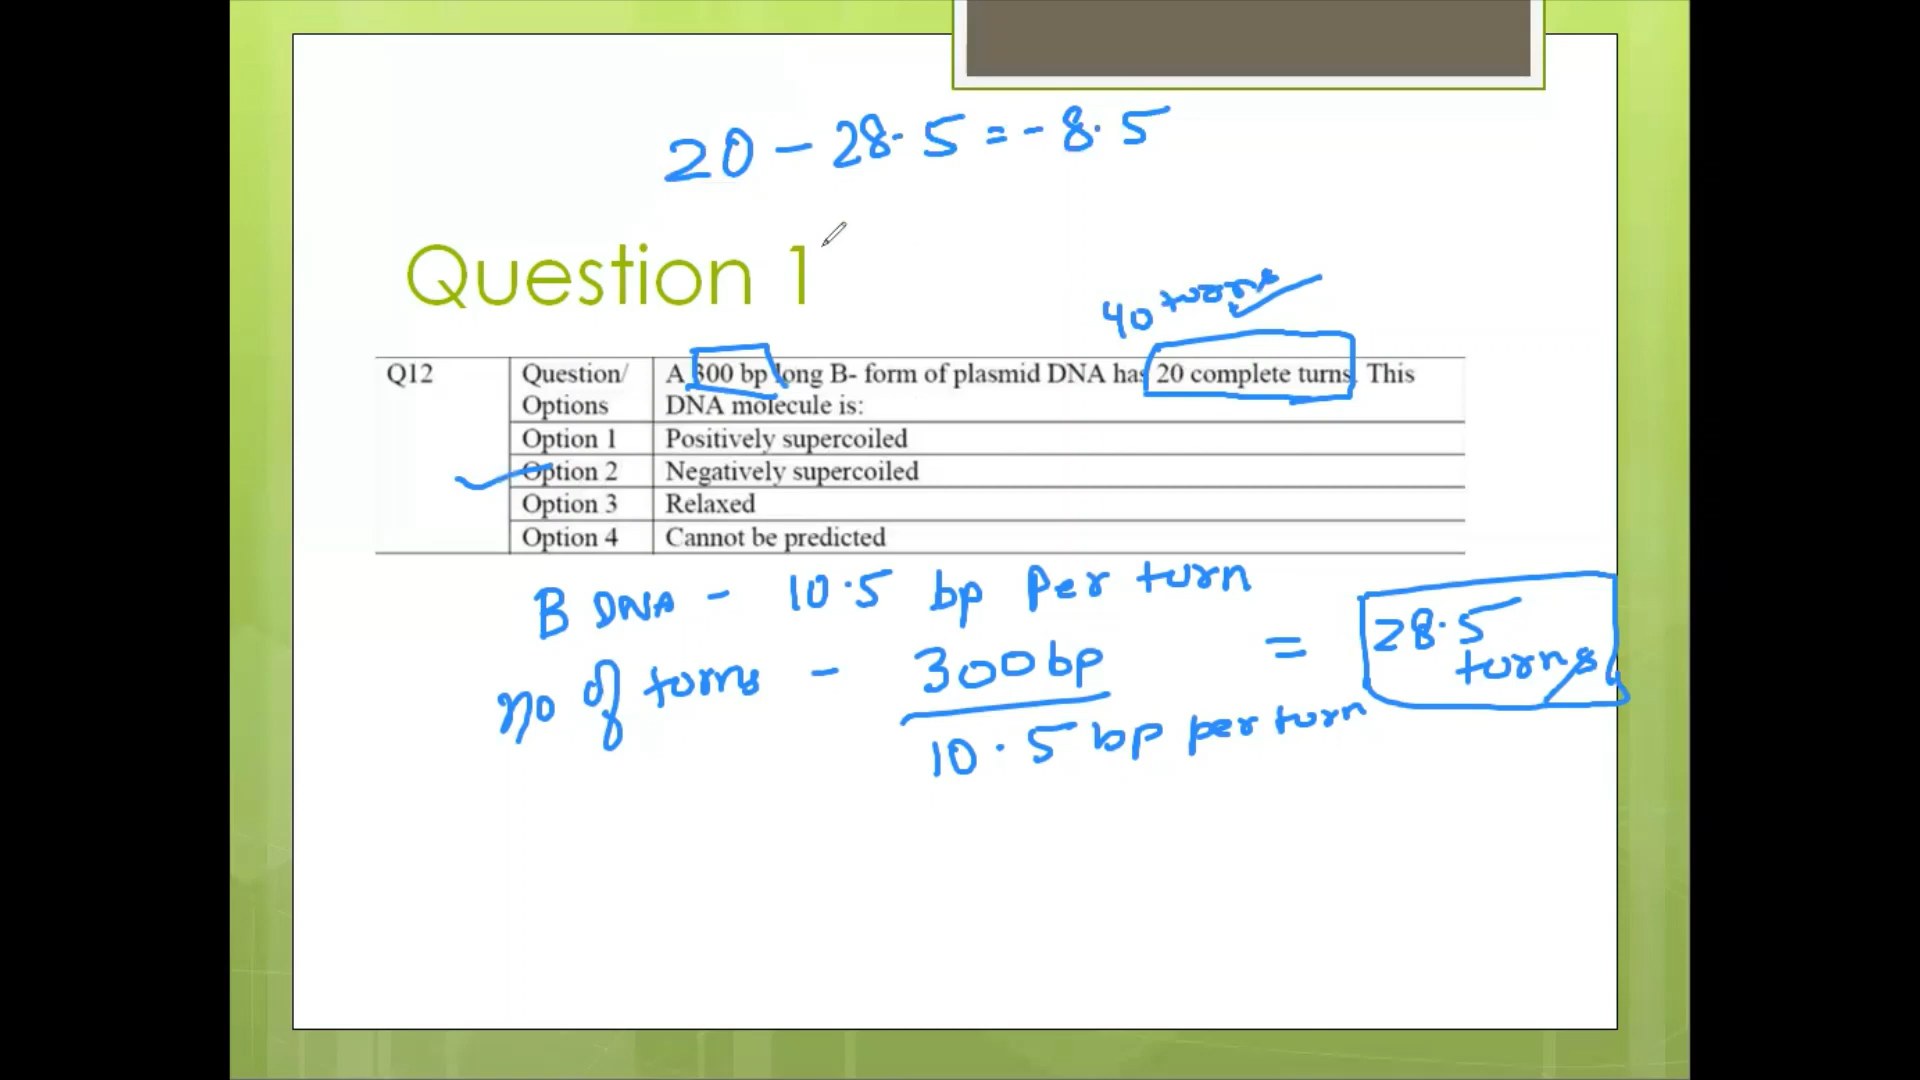 20 - 28.5 = - 8.5
Question 1
40 turns
Q12 Question/ Options A 300 bp long B- form of plasmid DNA has 20 complete turns. This
DNA molecule is:
Option 1 Positively supercoiled
Option 2 Negatively supercoiled
Option 3 Relaxed
Option 4 Cannot be predicted
B DNA - 10.5 bp per turn
no of turns - 300 bp = 28.5 turns
10.5 bp per turn